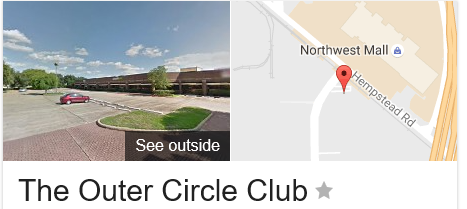 See outside
Northwest Mall
Hempstead Rd
The Outer Circle Club